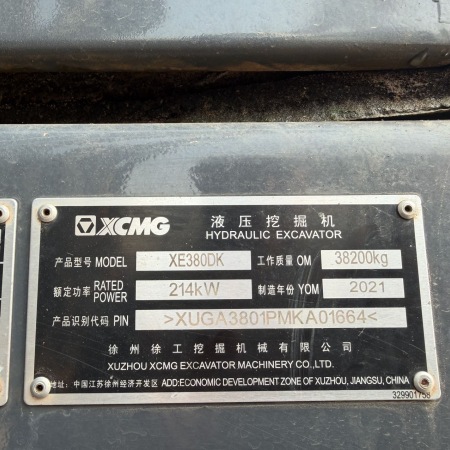 XCMG 液压挖掘机
HYDRAULIC EXCAVATOR
产品型号 MODEL XE380DK 工作质量 OM 38200kg
额定功率 RATED POWER 214kW 制造年份 YOM 2021
产品识别代码 PIN >XUGA3801PMKA01664<
徐州徐工挖掘机械有限公司
XUZHOU XCMG EXCAVATOR MACHINERY CO.,LTD.
地址: 中国江苏徐州经济开发区 ADD:ECONOMIC DEVELOPMENT ZONE OF XUZHOU, JIANGSU, CHINA
329901758